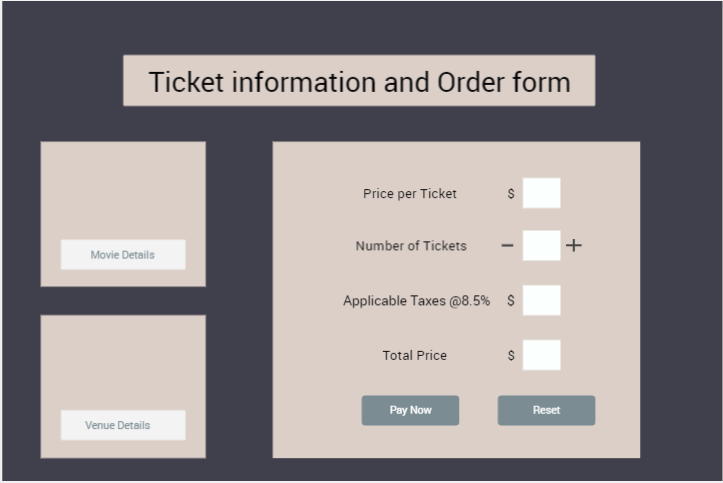 Ticket information and Order form
Movie Details
Venue Details
Price per Ticket $
Number of Tickets − +
Applicable Taxes @8.5% $
Total Price $
Pay Now Reset